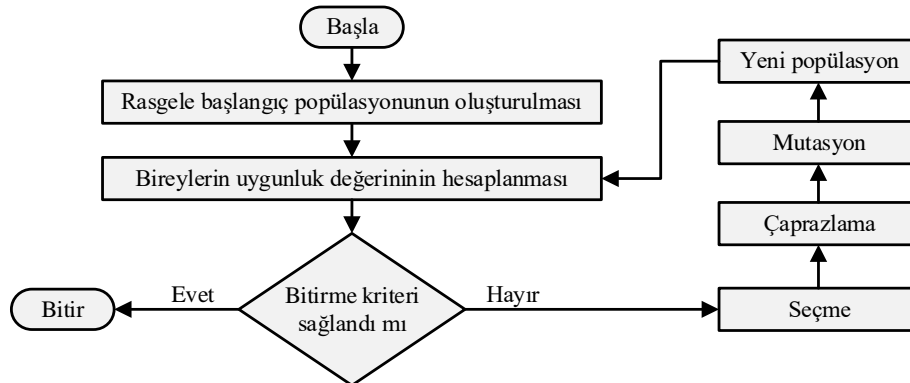 Başla
Rasgele başlangıç popülasyonunun oluşturulması
Bireylerin uygunluk değerininin hesaplanması
Bitirme kriteri
sağlandı mı
Evet
Bitir
Hayır
Seçme
Çaprazlama
Mutasyon
Yeni popülasyon